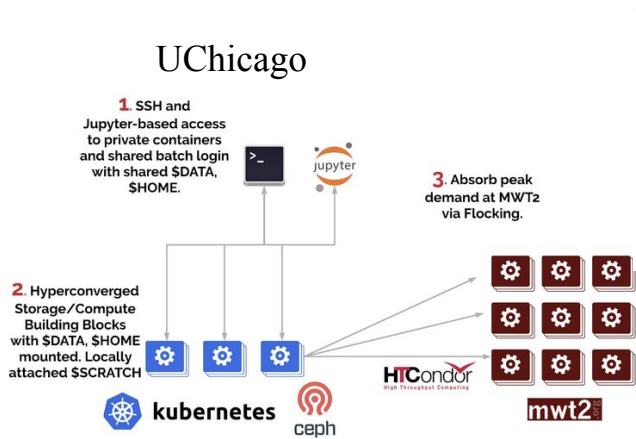 UChicago
1. SSH and
Jupyter-based access
to private containers
and shared batch login
with shared $DATA,
$HOME.
>_
jupyter
3. Absorb peak
demand at MWT2
via Flocking.
2. Hyperconverged
Storage/Compute
Building Blocks
with $DATA, $HOME
mounted. Locally
attached $SCRATCH
HTCondor
High Throughput Computing
kubernetes
ceph
mwt2